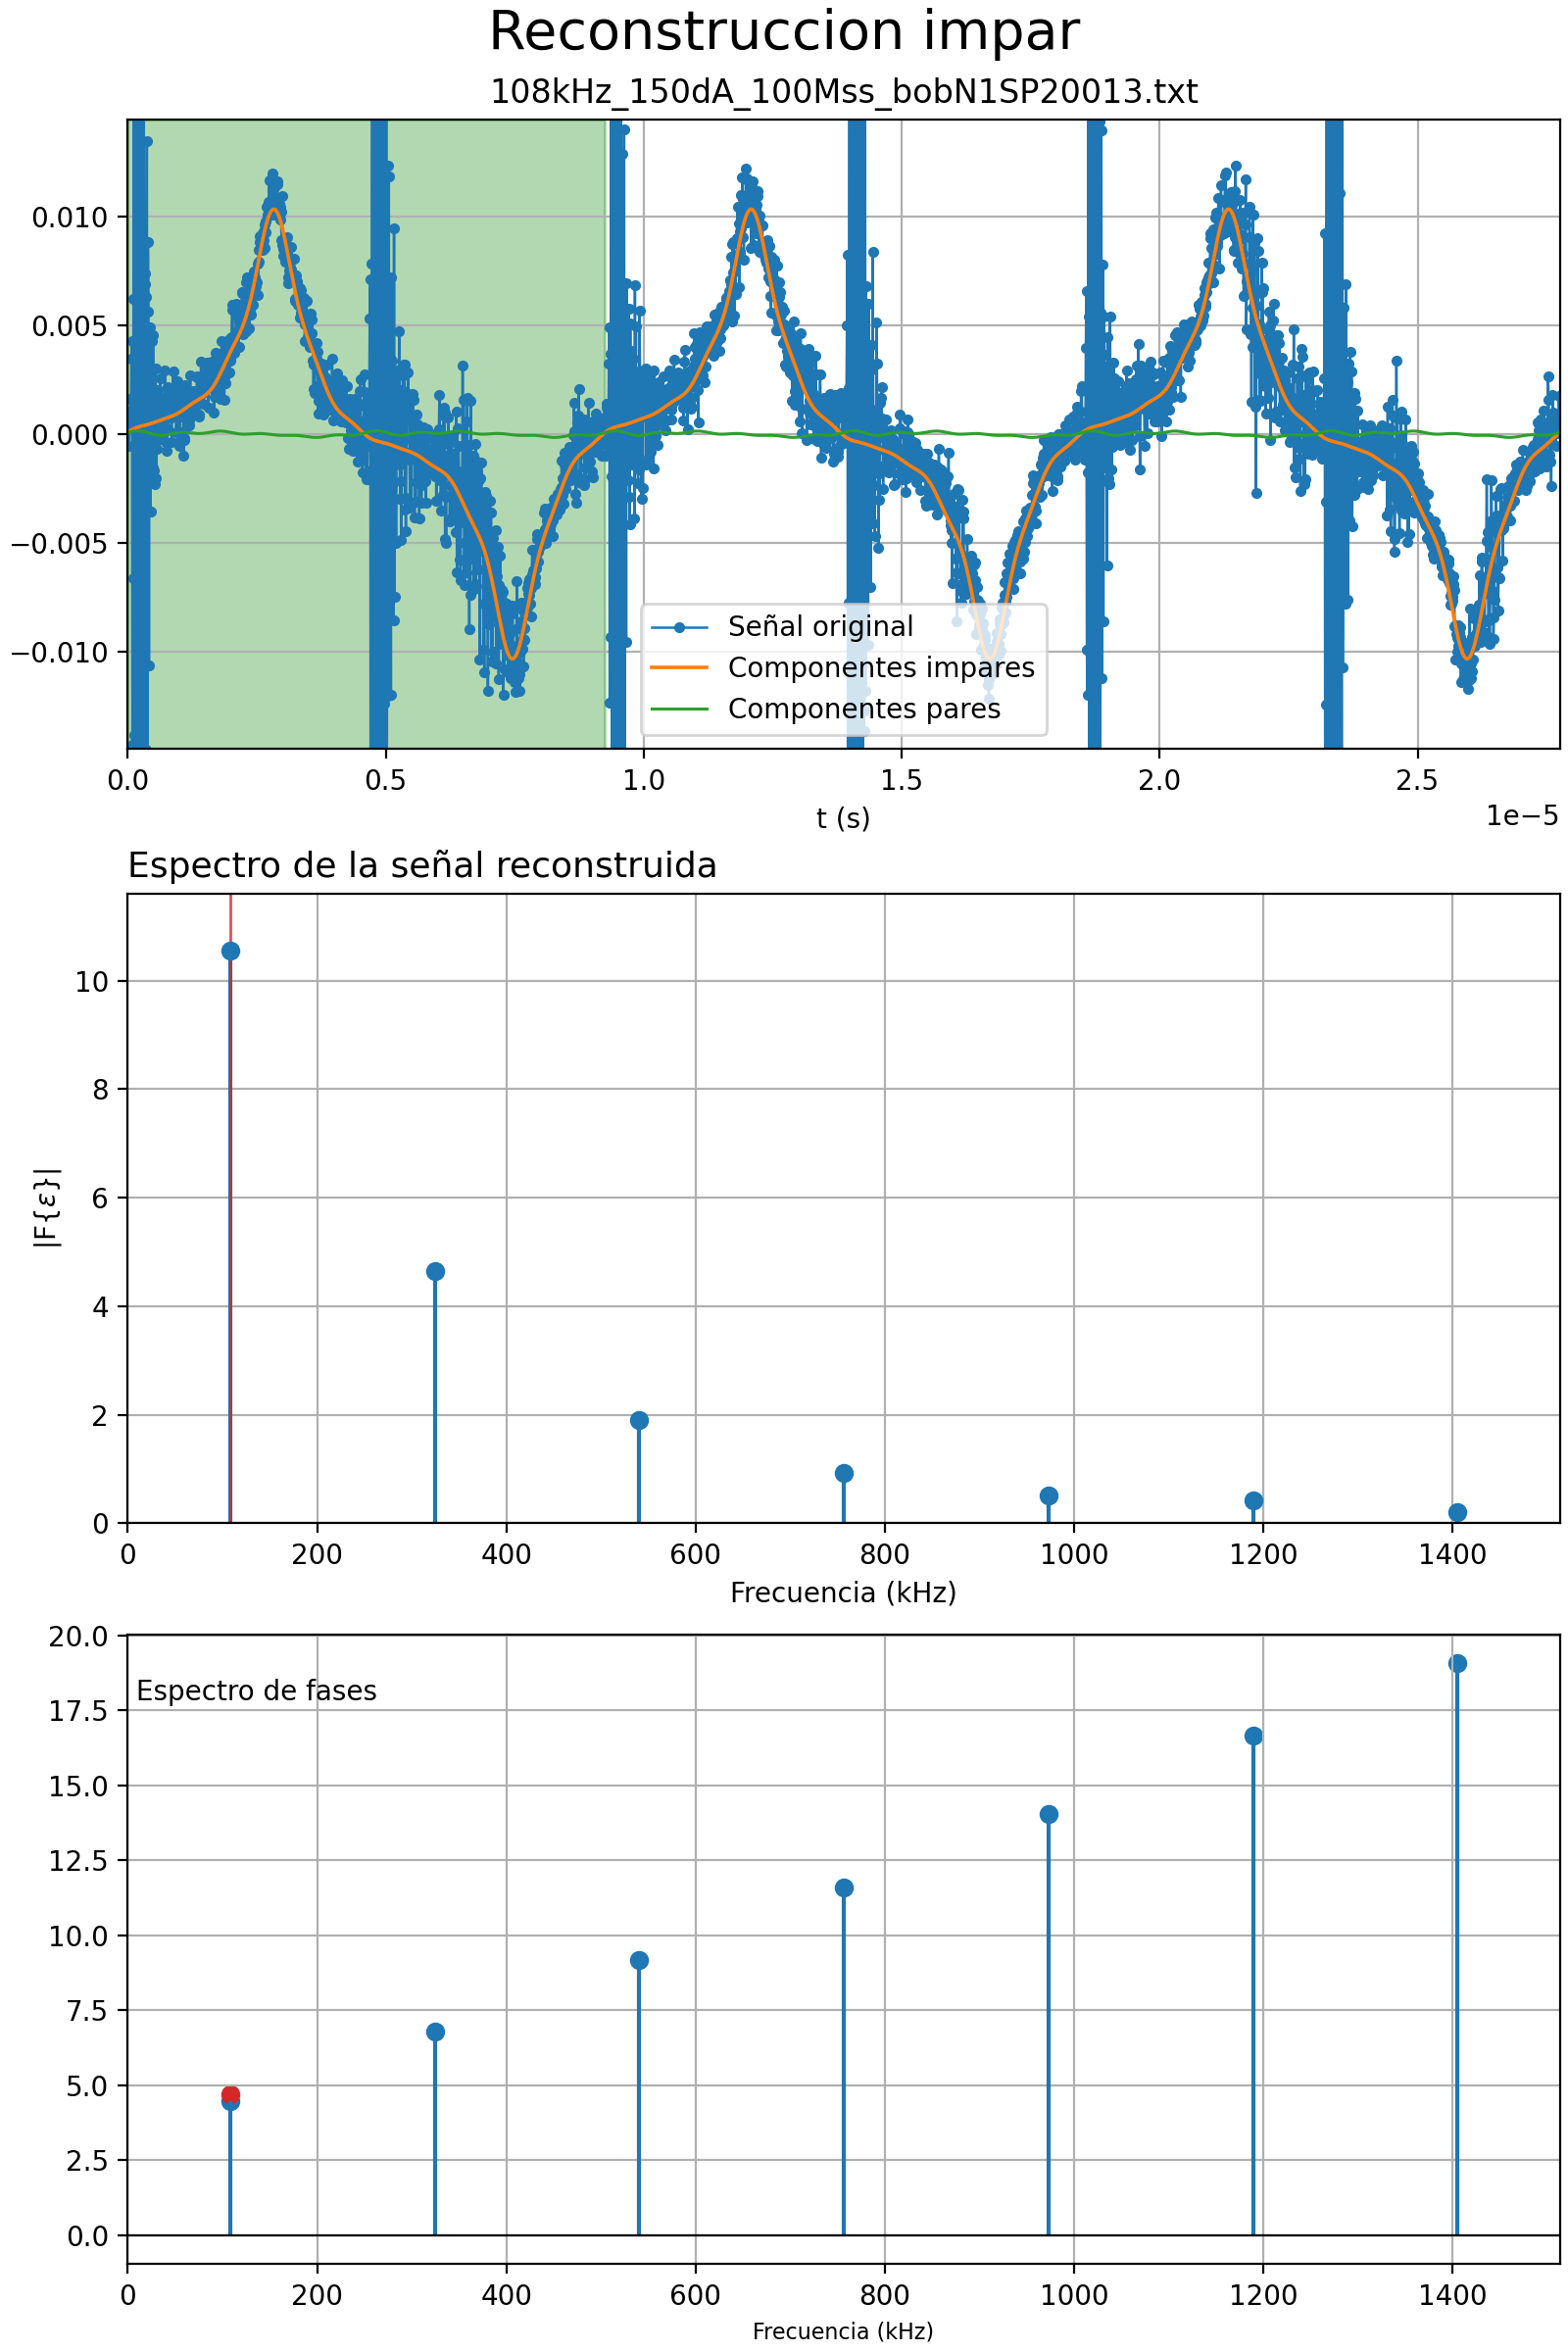 Reconstruccion impar
108kHz_150dA_100Mss_bobN1SP20013.txt
0.010
0.005
0.000
−0.005
−0.010
Señal original
Componentes impares
Componentes pares
0.0 0.5 1.0 1.5 2.0 2.5
t (s)
1e−5
Espectro de la señal reconstruida
10
8
6
4
2
0
|F{ε}|
0 200 400 600 800 1000 1200 1400
Frecuencia (kHz)
20.0
Espectro de fases
17.5
15.0
12.5
10.0
7.5
5.0
2.5
0.0
0 200 400 600 800 1000 1200 1400
Frecuencia (kHz)